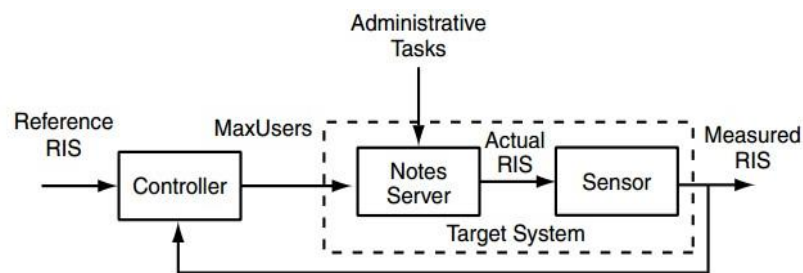 Administrative
Tasks
Reference
RIS
MaxUsers
Controller
Notes
Server
Actual
RIS
Sensor
Measured
RIS
Target System